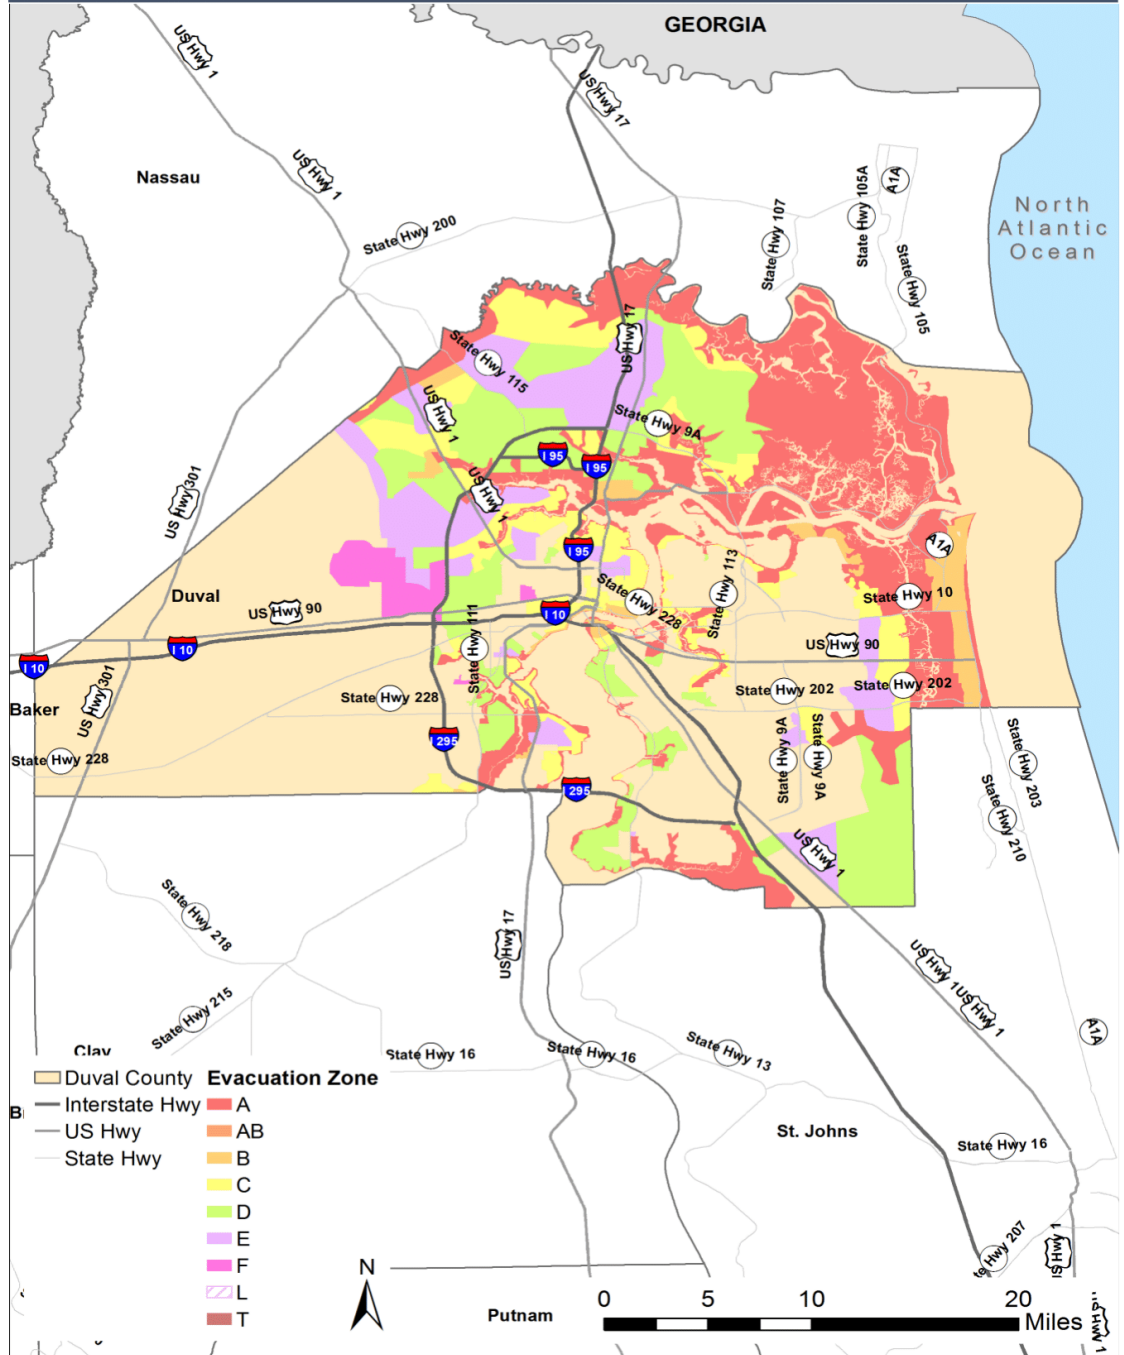 GEORGIA
US Hwy 1
US Hwy 17
Nassau
US Hwy 1
State Hwy 200
State Hwy 107
State Hwy 105A
A1A
North
Atlantic
Ocean
State Hwy 105
US Hwy 17
State Hwy 115
US Hwy 1
State Hwy 9A
I 95
I 95
US Hwy 301
US Hwy 1
I 95
A1A
Duval
US Hwy 90
I 10
State Hwy 228
State Hwy 113
State Hwy 10
I 10
I 10
State Hwy 111
US Hwy 90
US Hwy 301
State Hwy 228
State Hwy 202
State Hwy 202
Baker
State Hwy 228
I 295
State Hwy 9A
State Hwy 9A
State Hwy 203
I 295
State Hwy 210
US Hwy 1
State Hwy 218
US Hwy 17
US Hwy 1
US Hwy 1
State Hwy 215
A1A
Clay
State Hwy 16
State Hwy 16
State Hwy 13
Duval County
Interstate Hwy
US Hwy
State Hwy
Evacuation Zone
A
AB
B
C
D
E
F
L
T
St. Johns
State Hwy 16
te Hwy 207
US Hwy 1
N
Putnam
0 5 10 20
Miles